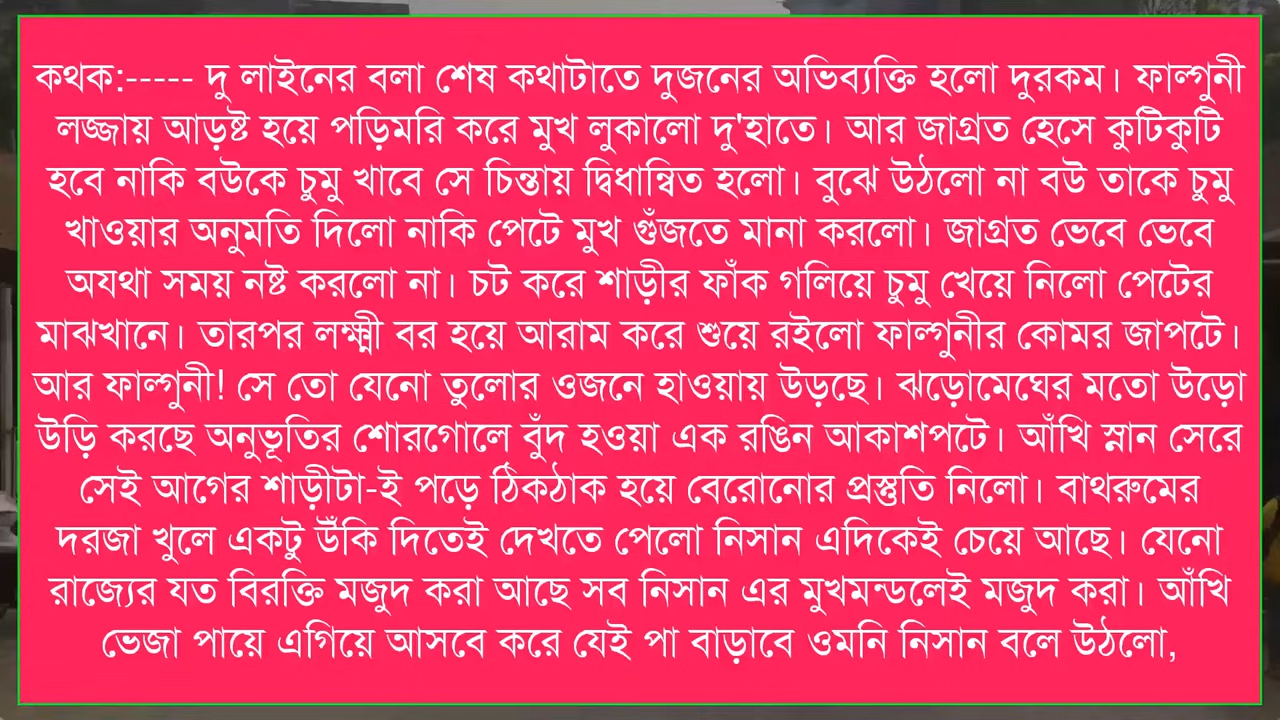 কথক:----- দু লাইনের বলা শেষ কথাটাতে দুজনের অভিব্যক্তি হলো দুরকম। ফাল্গুনী
লজ্জায় আড়ষ্ট হয়ে পড়িমরি করে মুখ লুকালো দু'হাতে। আর জাগ্রত হেসে কুটিকুটি
হবে নাকি বউকে চুমু খাবে সে চিন্তায় দ্বিধান্বিত হলো। বুঝে উঠলো না বউ তাকে চুমু
খাওয়ার অনুমতি দিলো নাকি পেটে মুখ গুঁজতে মানা করলো। জাগ্রত ভেবে ভেবে
অযথা সময় নষ্ট করলো না। চট করে শাড়ীর ফাঁক গলিয়ে চুমু খেয়ে নিলো পেটের
মাঝখানে। তারপর লক্ষ্মী বর হয়ে আরাম করে শুয়ে রইলো ফাল্গুনীর কোমর জাপটে।
আর ফাল্গুনী! সে তো যেনো তুলোর ওজনে হাওয়ায় উড়ছে। ঝড়োমেঘের মতো উড়ো
উড়ি করছে অনুভূতির শোরগোলে বুঁদ হওয়া এক রঙিন আকাশপটে। আঁখি স্নান সেরে
সেই আগের শাড়ীটা-ই পড়ে ঠিকঠাক হয়ে বেরোনোর প্রস্তুতি নিলো। বাথরুমের
দরজা খুলে একটু উঁকি দিতেই দেখতে পেলো নিসান এদিকেই চেয়ে আছে। যেনো
রাজ্যের যত বিরক্তি মজুদ করা আছে সব নিসান এর মুখমন্ডলেই মজুদ করা। আঁখি
ভেজা পায়ে এগিয়ে আসবে করে যেই পা বাড়াবে ওমনি নিসান বলে উঠলো,